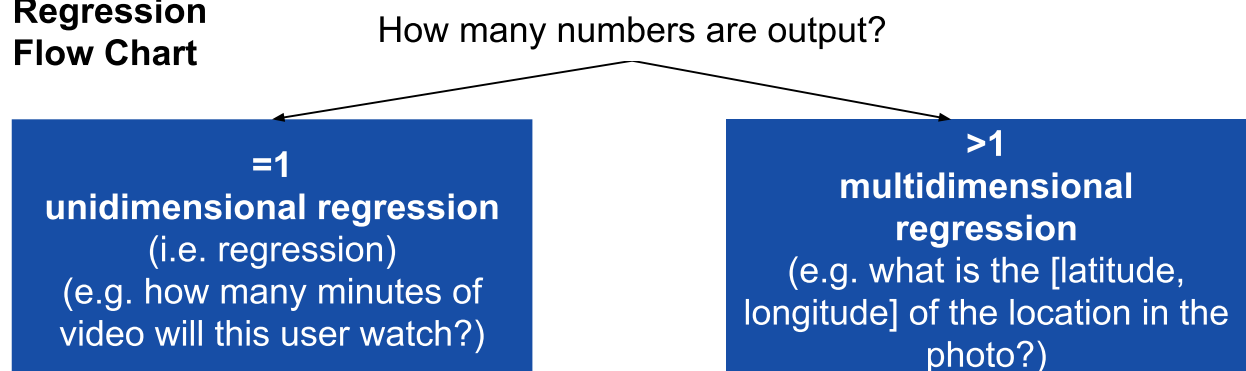 Regression
Flow Chart
How many numbers are output?
=1
unidimensional regression
(i.e. regression)
(e.g. how many minutes of
video will this user watch?)
>1
multidimensional
regression
(e.g. what is the [latitude,
longitude] of the location in the
photo?)